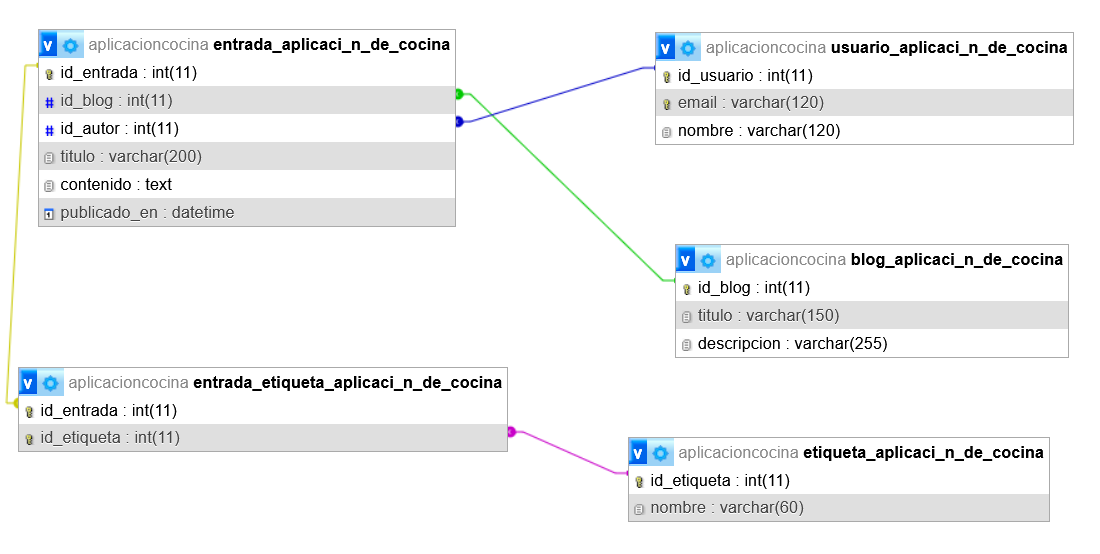 aplicacioncocina entrada_aplicaci_n_de_cocina
id_entrada : int(11)
# id_blog : int(11)
# id_autor : int(11)
titulo : varchar(200)
contenido : text
publicado_en : datetime
v aplicacioncocina usuario_aplicaci_n_de_cocina
id_usuario : int(11)
email : varchar(120)
nombre : varchar(120)
v aplicacioncocina blog_aplicaci_n_de_cocina
id_blog : int(11)
titulo : varchar(150)
descripcion : varchar(255)
v aplicacioncocina entrada_etiqueta_aplicaci_n_de_cocina
id_entrada : int(11)
id_etiqueta : int(11)
v aplicacioncocina etiqueta_aplicaci_n_de_cocina
id_etiqueta : int(11)
nombre : varchar(60)